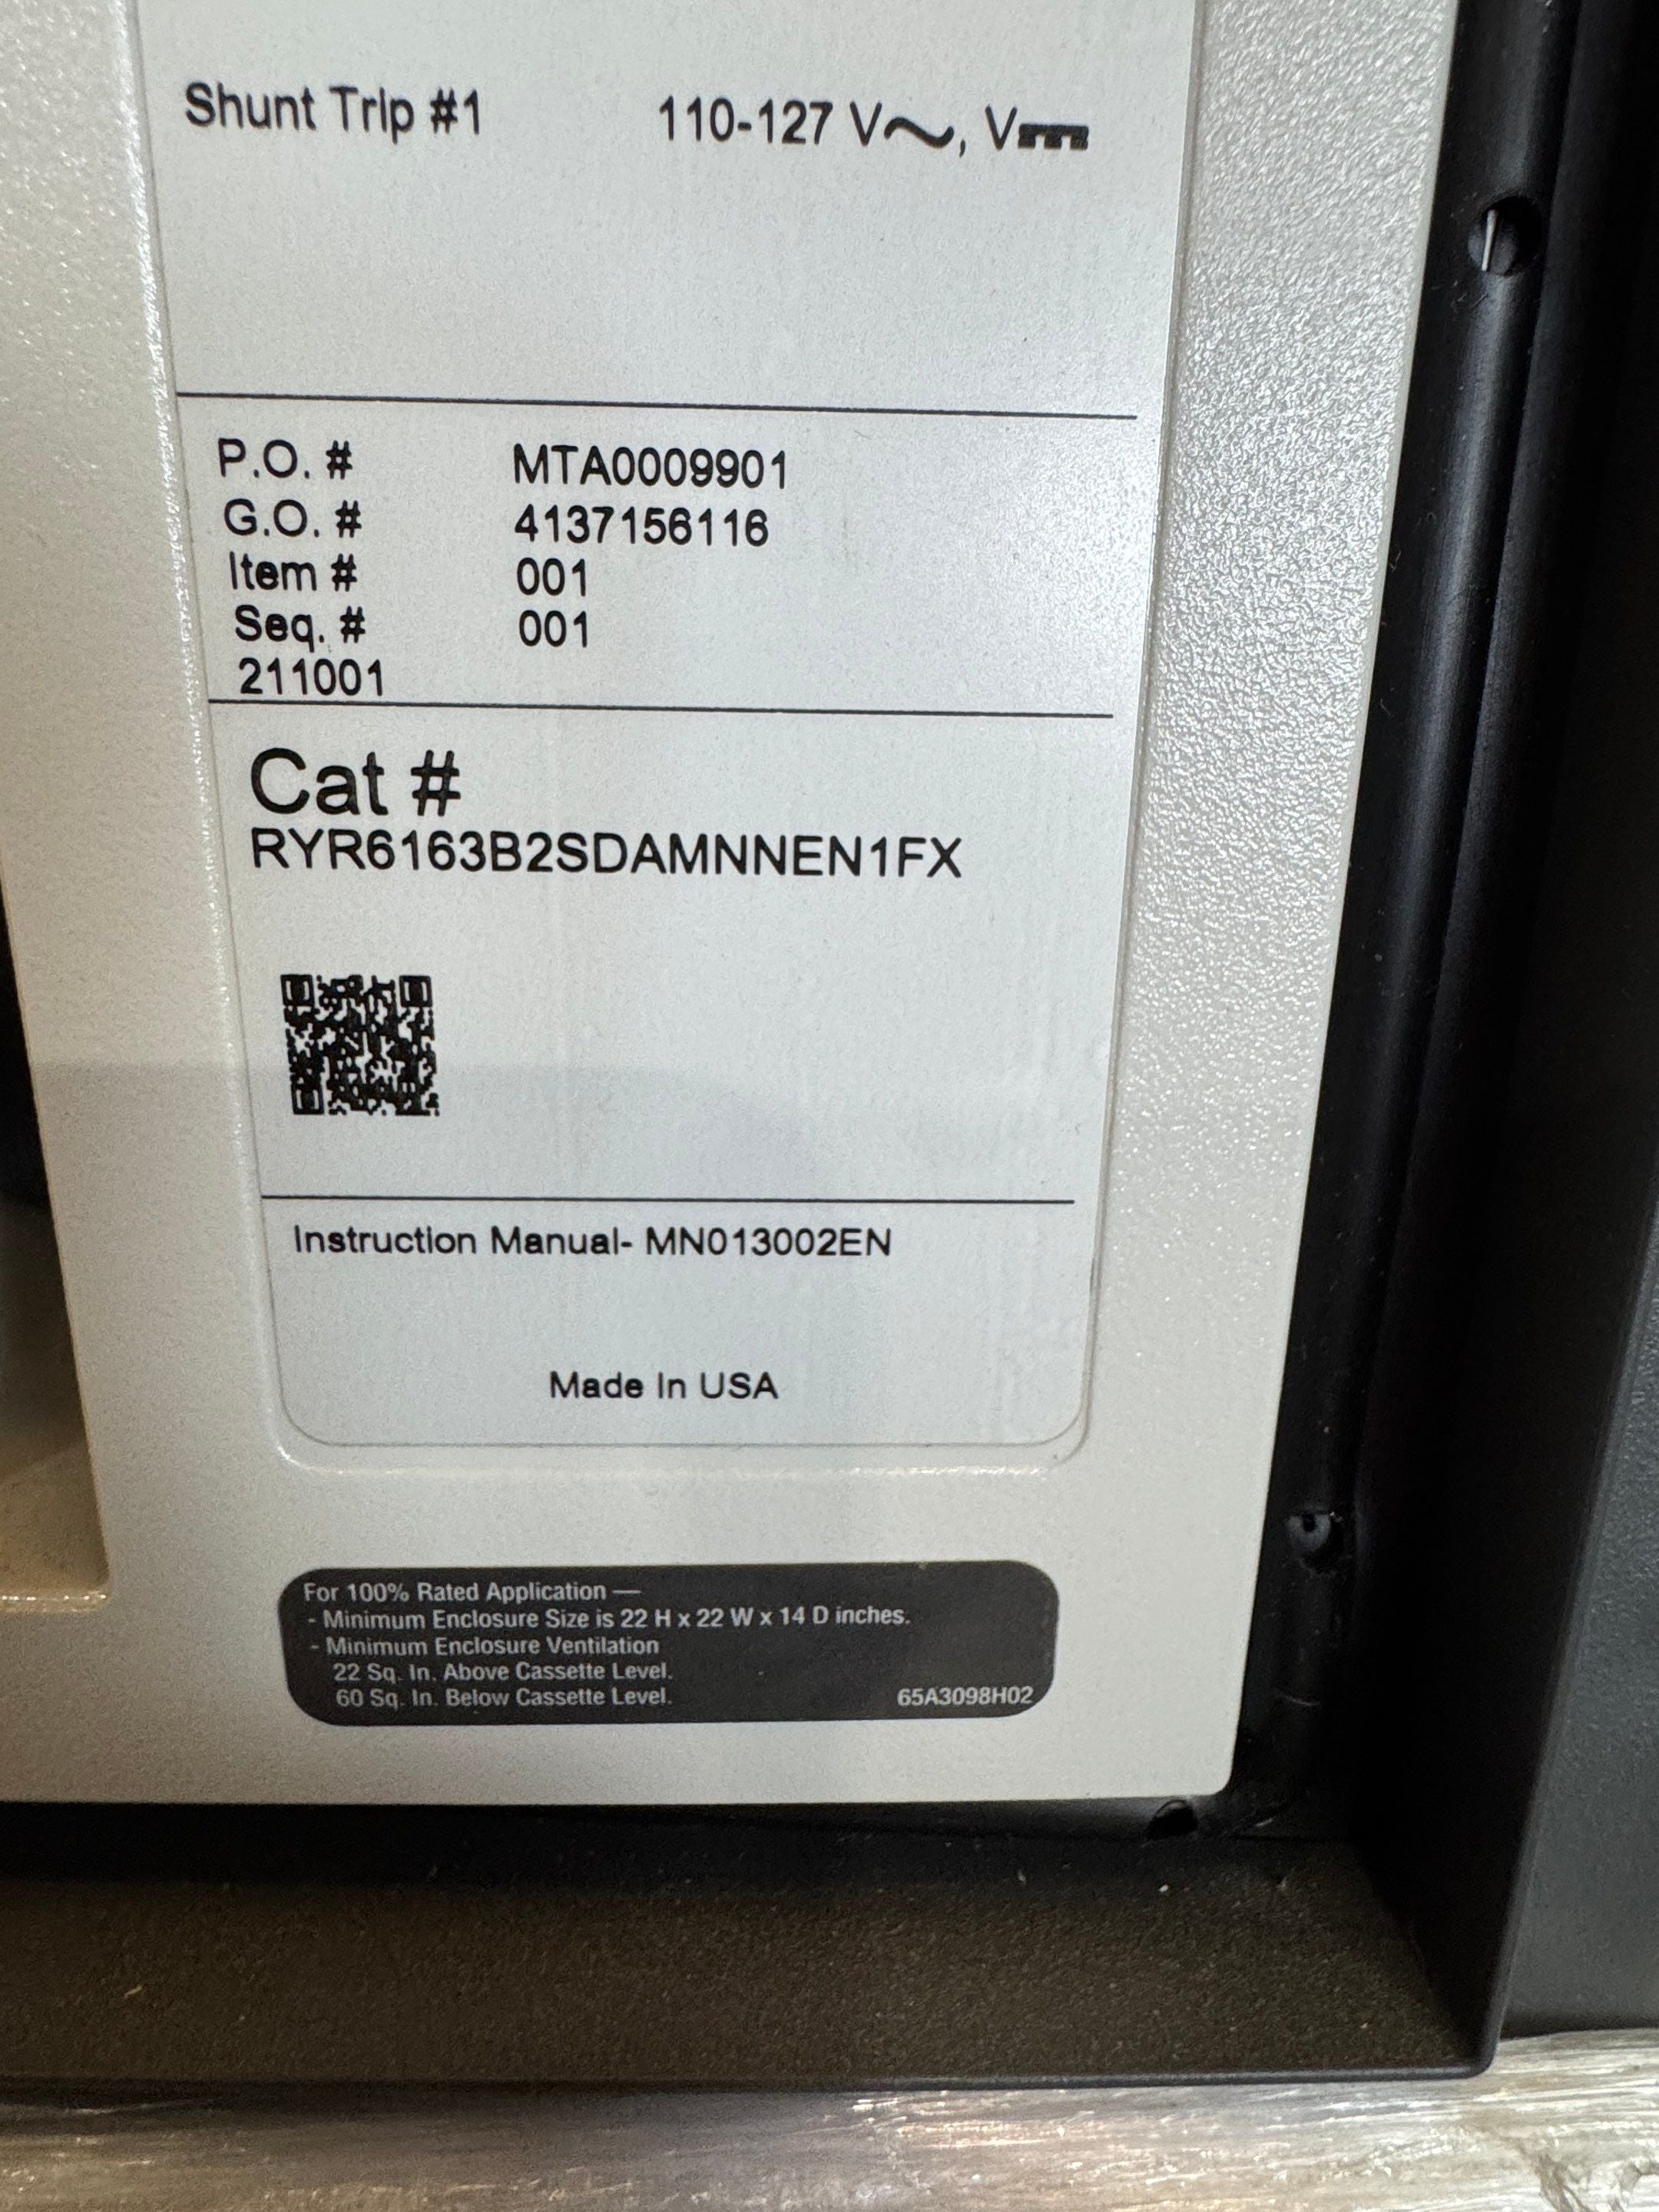 Shunt Trip #1 110-127 V～, V⎓
P.O. # MTA0009901
G.O. # 4137156116
Item # 001
Seq. # 001
211001
Cat #
RYR6163B2SDAMNNEN1FX
Instruction Manual- MN013002EN
Made In USA
For 100% Rated Application —
- Minimum Enclosure Size is 22 H x 22 W x 14 D inches.
- Minimum Enclosure Ventilation
22 Sq. In. Above Cassette Level.
60 Sq. In. Below Cassette Level. 65A3098H02